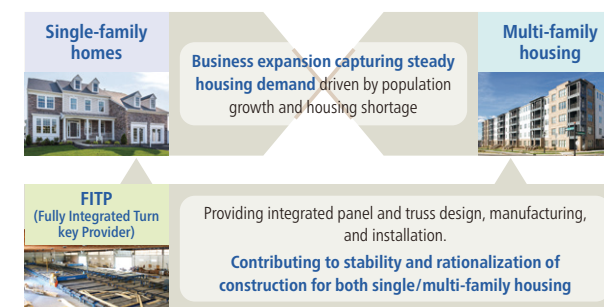 Single-family
homes
Business expansion capturing steady
housing demand driven by population
growth and housing shortage
Multi-family
housing
FITP
(Fully Integrated Turn
key Provider)
Providing integrated panel and truss design, manufacturing,
and installation.
Contributing to stability and rationalization of
construction for both single/multi-family housing